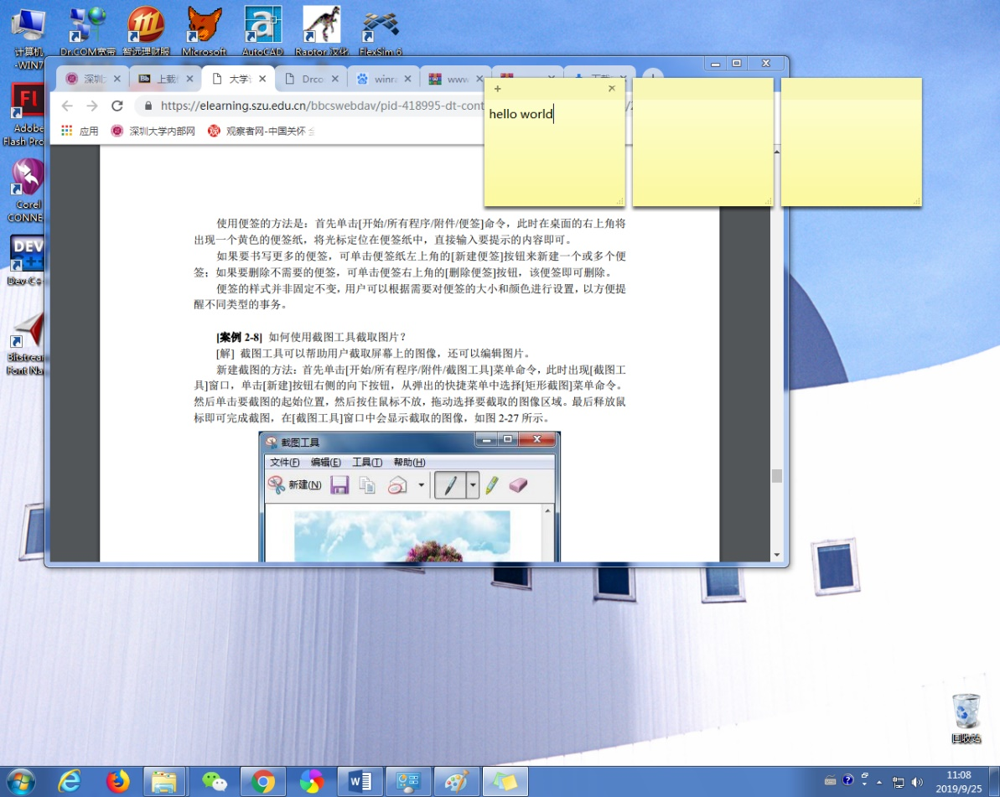 计算机
-WIN7
Dr.COM宽带
智远理财服
Microsoft
AutoCAD
Raptor 汉化
FlexSim 6
Adobe
Flash Pro
Corel
CONNE
DEV
Dev-C+
Bitstream
Font Na
深圳
上载
大学
Drco
winra
www
hello world
https://elearning.szu.edu.cn/bbcswebdav/pid-418995-dt-cont
应用
深圳大学内部网
观察者网-中国关怀 全
使用便签的方法是：首先单击[开始/所有程序/附件/便签]命令，此时在桌面的右上角将
出现一个黄色的便签纸，将光标定位在便签纸中，直接输入要提示的内容即可。
如果要书写更多的便签，可单击便签纸左上角的[新建便签]按钮来新建一个或多个便
签；如果要删除不需要的便签，可单击便签右上角的[删除便签]按钮，该便签即可删除。
便签的样式并非固定不变，用户可以根据需要对便签的大小和颜色进行设置，以方便提
醒不同类型的事务。
[案例 2-8] 如何使用截图工具截取图片？
[解] 截图工具可以帮助用户截取屏幕上的图像，还可以编辑图片。
新建截图的方法：首先单击[开始/所有程序/附件/截图工具]菜单命令，此时出现[截图工
具]窗口，单击[新建]按钮右侧的向下按钮，从弹出的快捷菜单中选择[矩形截图]菜单命令。
然后单击要截图的起始位置，然后按住鼠标不放，拖动选择要截取的图像区域。最后释放鼠
标即可完成截图，在[截图工具]窗口中会显示截取的图像，如图 2-27 所示。
截图工具
文件(F) 编辑(E) 工具(T) 帮助(H)
新建(N)
回收站
11:08
2019/9/25